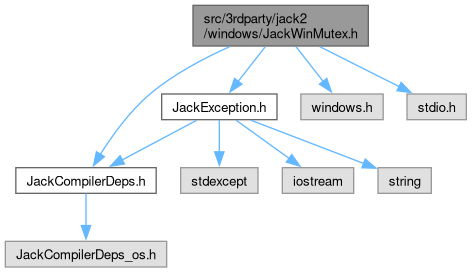 src/3rdparty/jack2
/windows/JackWinMutex.h
JackException.h
windows.h
stdio.h
JackCompilerDeps.h
stdexcept
iostream
string
JackCompilerDeps_os.h